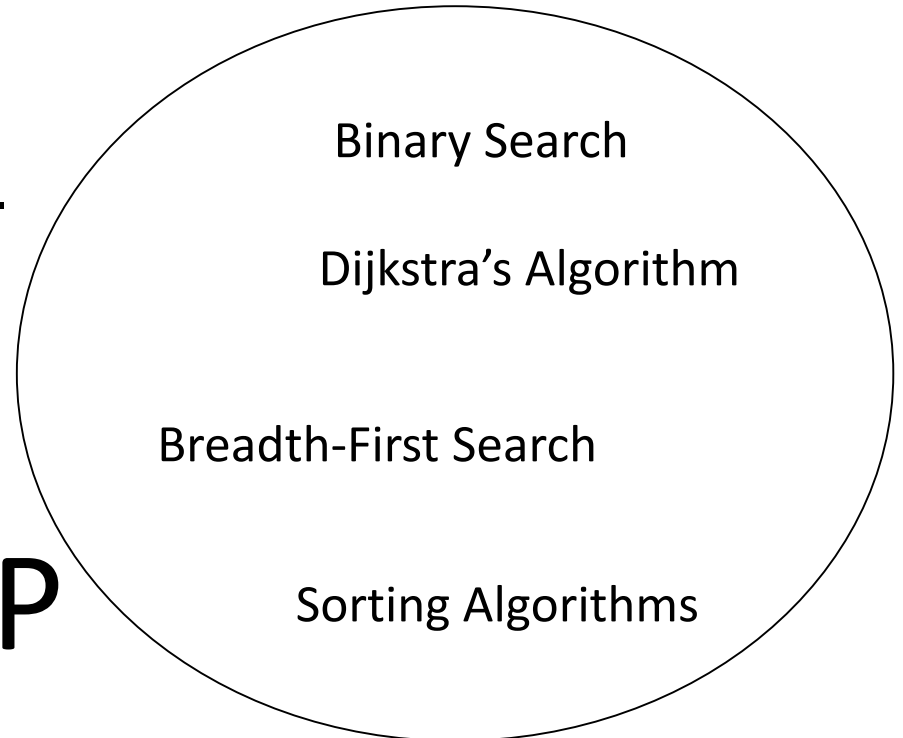 Binary Search
Dijkstra’s Algorithm
Breadth-First Search
P
Sorting Algorithms